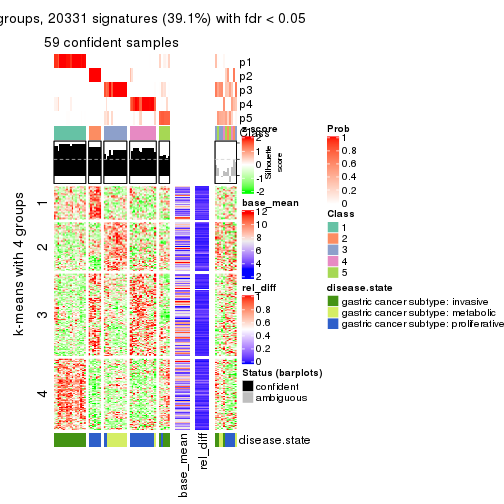 groups, 20331 signatures (39.1%) with fdr < 0.05
59 confident samples
p1
p2
p3
p4
p5
Class
Silhouette
score
1
2
3
4
k-means with 4 groups
base_mean
rel_diff
disease.state
z-score
2
1
0
-1
-2
base_mean
12
10
8
6
4
2
rel_diff
1
0.8
0.6
0.4
0.2
0
Status (barplots)
confident
ambiguous
Prob
1
0.8
0.6
0.4
0.2
0
Class
1
2
3
4
5
disease.state
gastric cancer subtype: invasive
gastric cancer subtype: metabolic
gastric cancer subtype: proliferative